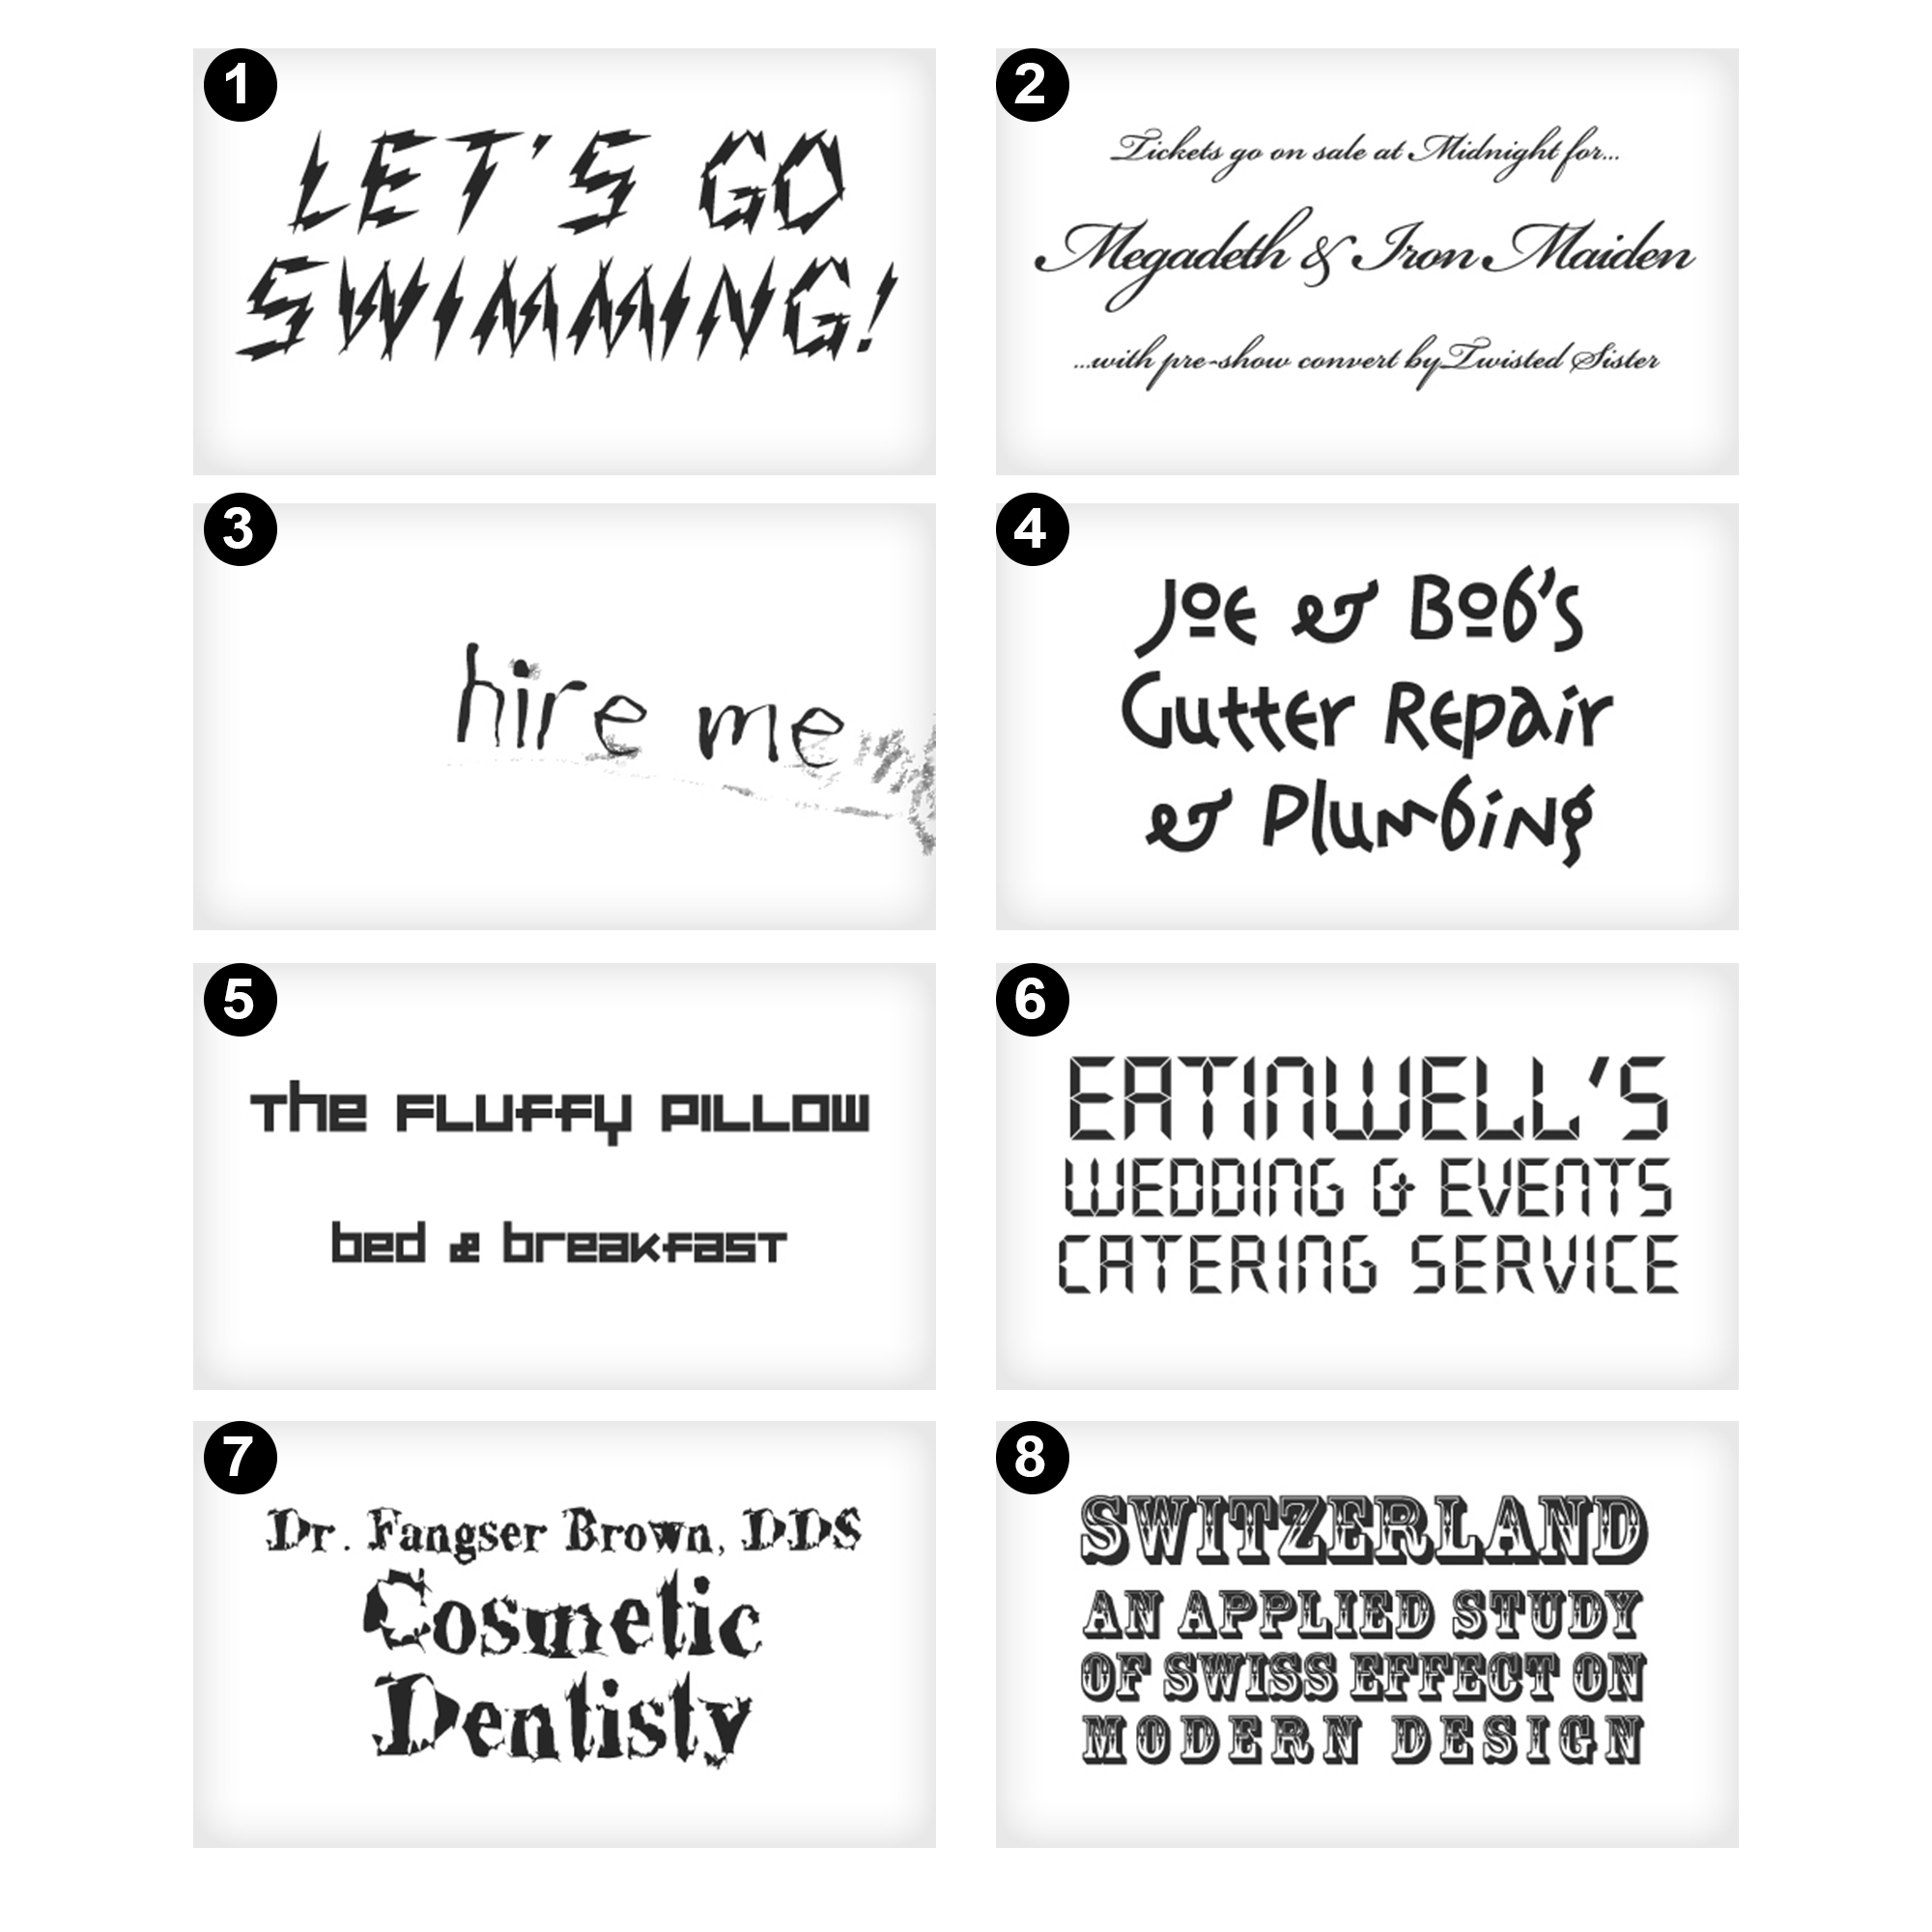 1
LET'S GO
SWIMMING!
2
Tickets go on sale at Midnight for...
Megadeth & Iron Maiden
...with pre-show convert by Twisted Sister
3
hire me
4
Joe & Bob's
Gutter Repair
& Plumbing
5
The Fluffy Pillow
bed & breakfast
6
EATINWELL'S
WEDDING & EVENTS
CATERING SERVICE
7
Dr. Fangser Brown, DDS
Cosmetic
Dentisty
8
SWITZERLAND
AN APPLIED STUDY
OF SWISS EFFECT ON
MODERN DESIGN